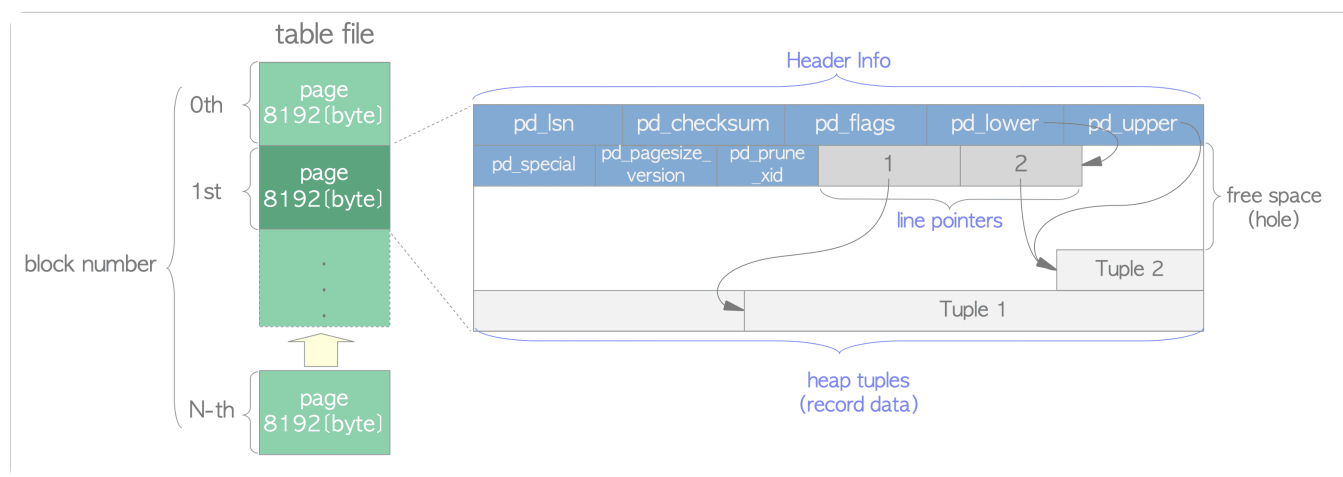 table file
Header Info
0th
page
8192[byte]
pd_lsn
pd_checksum
pd_flags
pd_lower
pd_upper
1st
page
8192[byte]
pd_special
pd_pagesize_
version
pd_prune
_xid
1
2
line pointers
free space
(hole)
block number
.
.
.
Tuple 2
Tuple 1
heap tuples
(record data)
N-th
page
8192[byte]